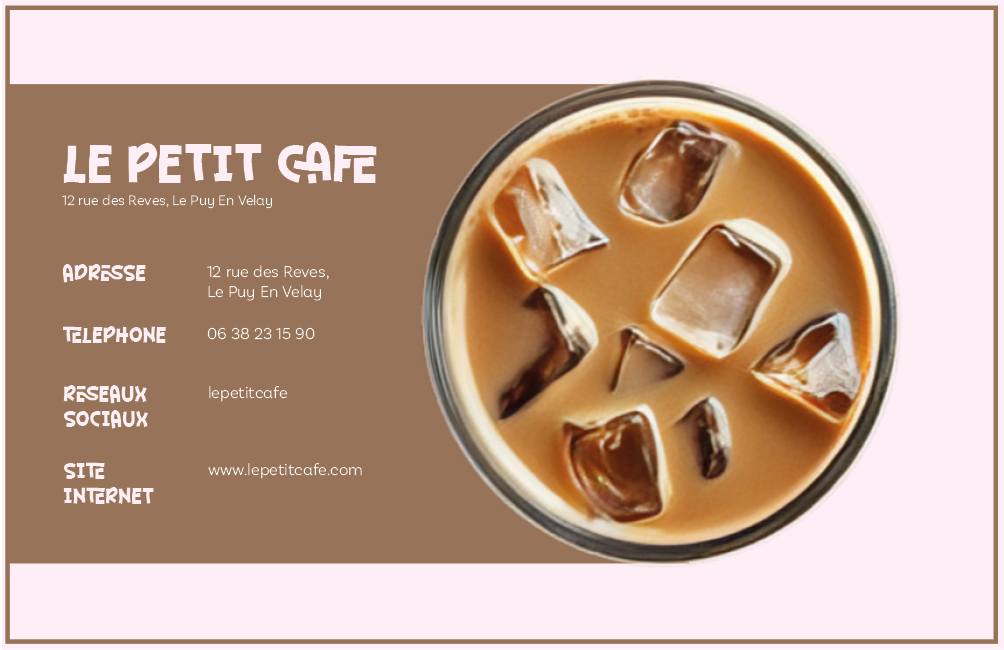 LE PETIT CAFE
12 rue des Reves, Le Puy En Velay
ADRESSE
12 rue des Reves,
Le Puy En Velay
TELEPHONE
06 38 23 15 90
RESEAUX
SOCIAUX
lepetitcafe
SITE
INTERNET
www.lepetitcafe.com